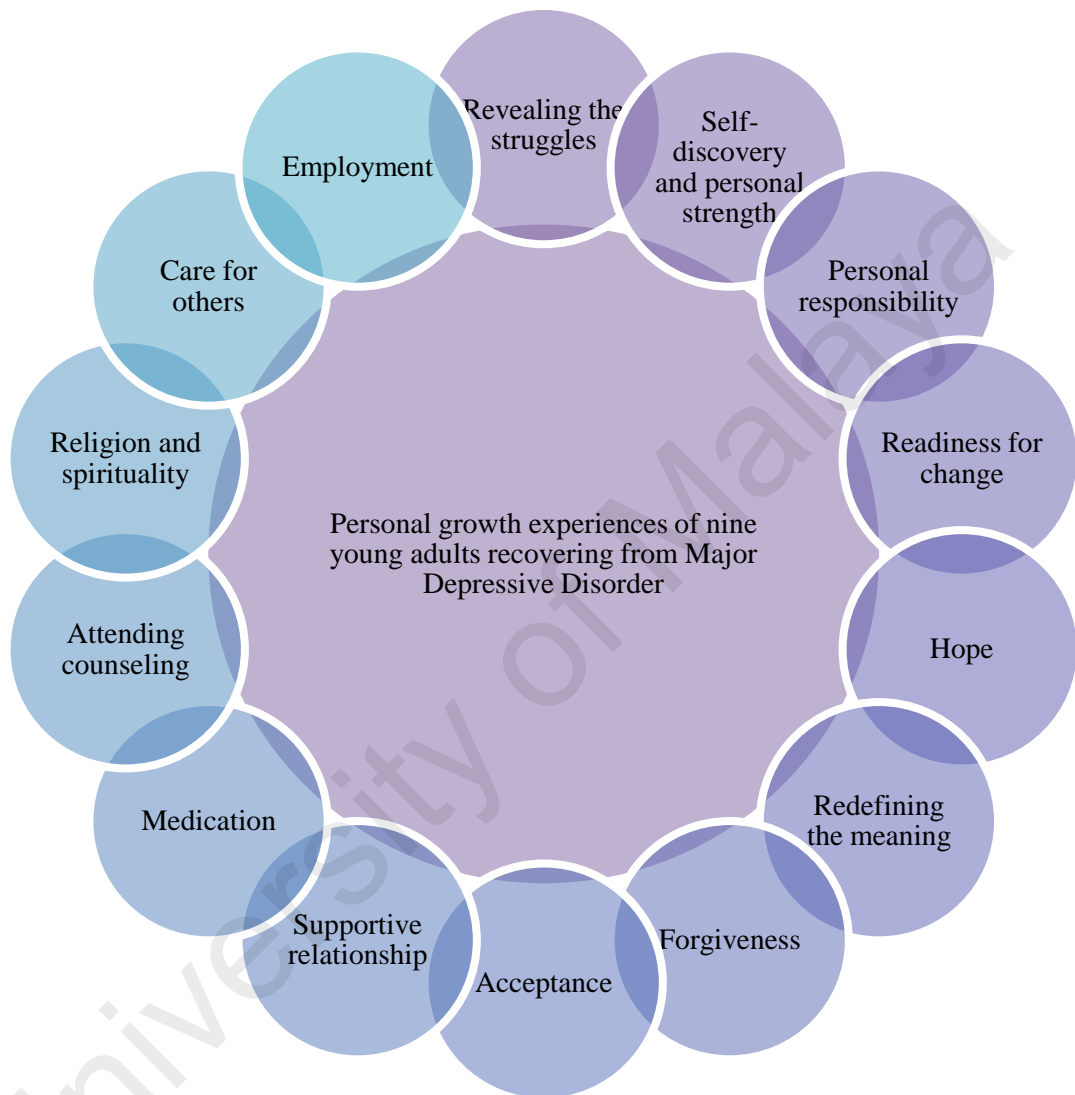 Revealing the
struggles
Self-
discovery
and personal
strength
Personal
responsibility
Readiness for
change
Hope
Redefining
the meaning
Forgiveness
Acceptance
Supportive
relationship
Medication
Attending
counseling
Religion and
spirituality
Care for
others
Employment
Personal growth experiences of nine
young adults recovering from Major
Depressive Disorder
University of Malaya